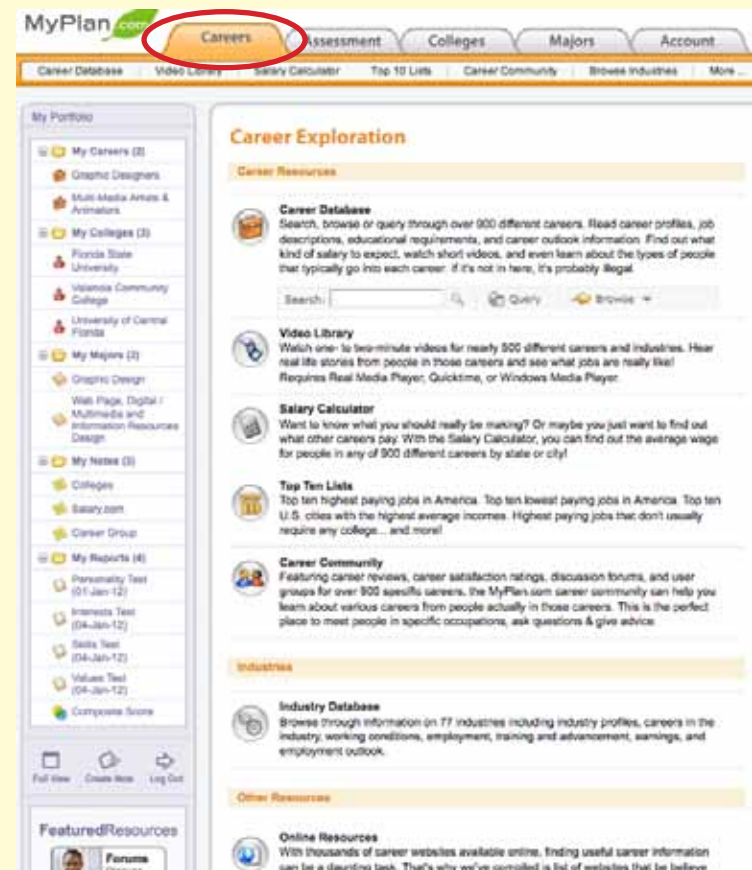 MyPlan.com
Careers Assessment Colleges Majors Account
Career Database Video Library Salary Calculator Top 10 Lists Career Community Browse Industries More ...
My Portfolio
My Careers (2)
Graphic Designers
Multi-Media Artists &
Animators
My Colleges (3)
Florida State
University
Valencia Community
College
University of Central
Florida
My Majors (2)
Graphic Design
Web Page, Digital /
Multimedia and
Information Resources
Design
My Notes (3)
Colleges
Salary.com
Career Group
My Reports (4)
Personality Test
(01-Jan-12)
Interests Test
(04-Jan-12)
Skills Test
(04-Jan-12)
Values Test
(04-Jan-12)
Composite Score
Full View Create Note Log Out
FeaturedResources
Forums
Career Exploration
Career Resources
Career Database
Search, browse or query through over 900 different careers. Read career profiles, job
descriptions, educational requirements, and career outlook information. Find out what
kind of salary to expect, watch short videos, and even learn about the types of people
that typically go into each career. If it's not in here, it's probably illegal.
Search: Query Browse
Video Library
Watch one- to two-minute videos for nearly 500 different careers and industries. Hear
real life stories from people in those careers and see what jobs are really like!
Requires Real Media Player, Quicktime, or Windows Media Player.
Salary Calculator
Want to know what you should really be making? Or maybe you just want to find out
what other careers pay. With the Salary Calculator, you can find out the average wage
for people in any of 900 different careers by state or city!
Top Ten Lists
Top ten highest paying jobs in America. Top ten lowest paying jobs in America. Top ten
U.S. cities with the highest average incomes. Highest paying jobs that don't usually
require any college... and more!
Career Community
Featuring career reviews, career satisfaction ratings, discussion forums, and user
groups for over 900 specific careers, the MyPlan.com career community can help you
learn about various careers from people actually in those careers. This is the perfect
place to meet people in specific occupations, ask questions & give advice.
Industries
Industry Database
Browse through information on 77 industries including industry profiles, careers in the
industry, working conditions, employment, training and advancement, earnings, and
employment outlook.
Other Resources
Online Resources
With thousands of career websites available online, finding useful career information
can be a daunting task. That's why we've compiled is list of websites that be believe